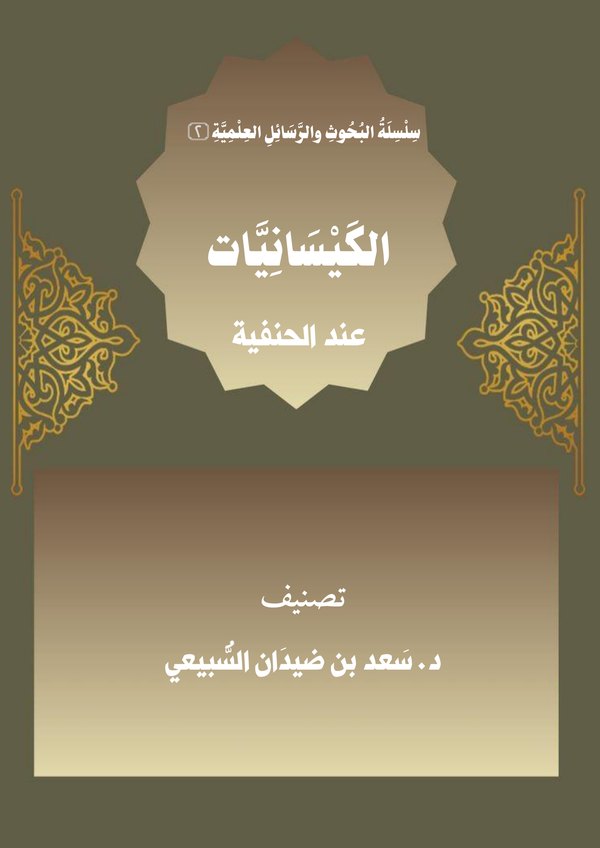 سِلْسِلَةُ البُحُوثِ والرَّسَائِلِ العِلْمِيَّةِ (٢)
الكَيْسَانِيَّات
عند الحنفية
تصنيف
د. سَعد بن ضيدَان السُّبيعي